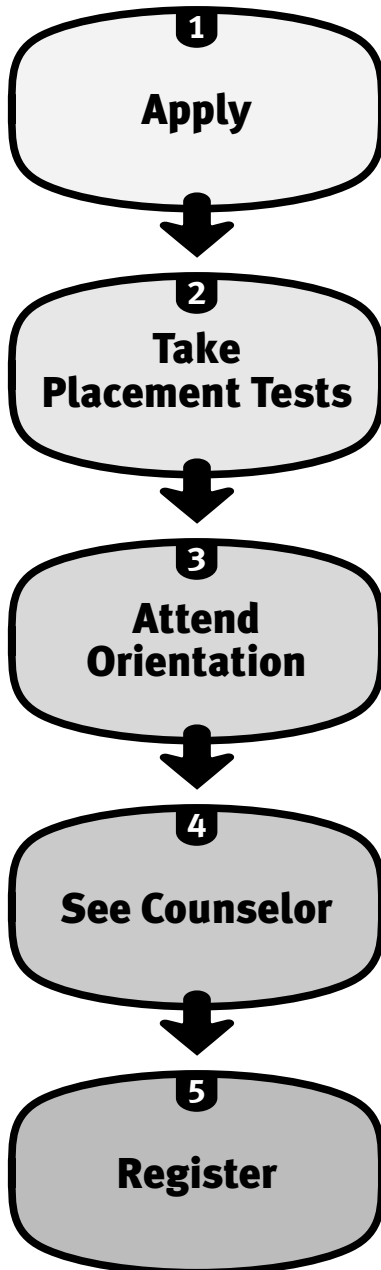 1
Apply
2
Take
Placement Tests
3
Attend
Orientation
4
See Counselor
5
Register